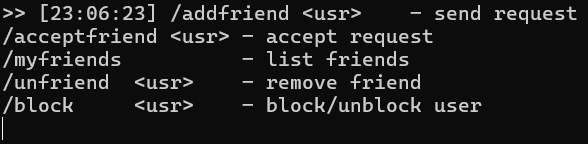 >> [23:06:23] /addfriend <usr>    - send request
/acceptfriend <usr> - accept request
/myfriends          - list friends
/unfriend  <usr>    - remove friend
/block     <usr>    - block/unblock user